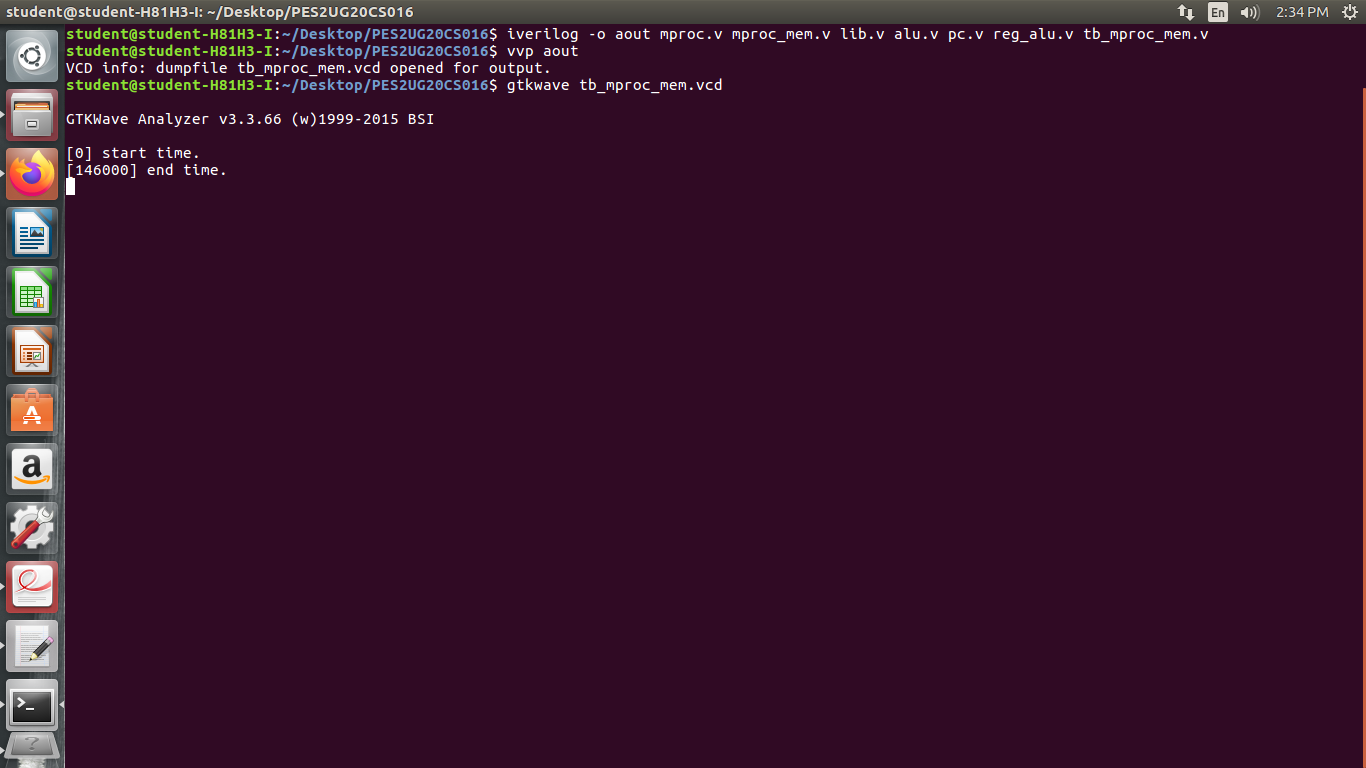 student@student-H81H3-I: ~/Desktop/PES2UG20CS016 En 2:34 PM
student@student-H81H3-I:~/Desktop/PES2UG20CS016$ iverilog -o aout mproc.v mproc_mem.v lib.v alu.v pc.v reg_alu.v tb_mproc_mem.v
student@student-H81H3-I:~/Desktop/PES2UG20CS016$ vvp aout
VCD info: dumpfile tb_mproc_mem.vcd opened for output.
student@student-H81H3-I:~/Desktop/PES2UG20CS016$ gtkwave tb_mproc_mem.vcd
GTKWave Analyzer v3.3.66 (w)1999-2015 BSI
[0] start time.
[146000] end time.